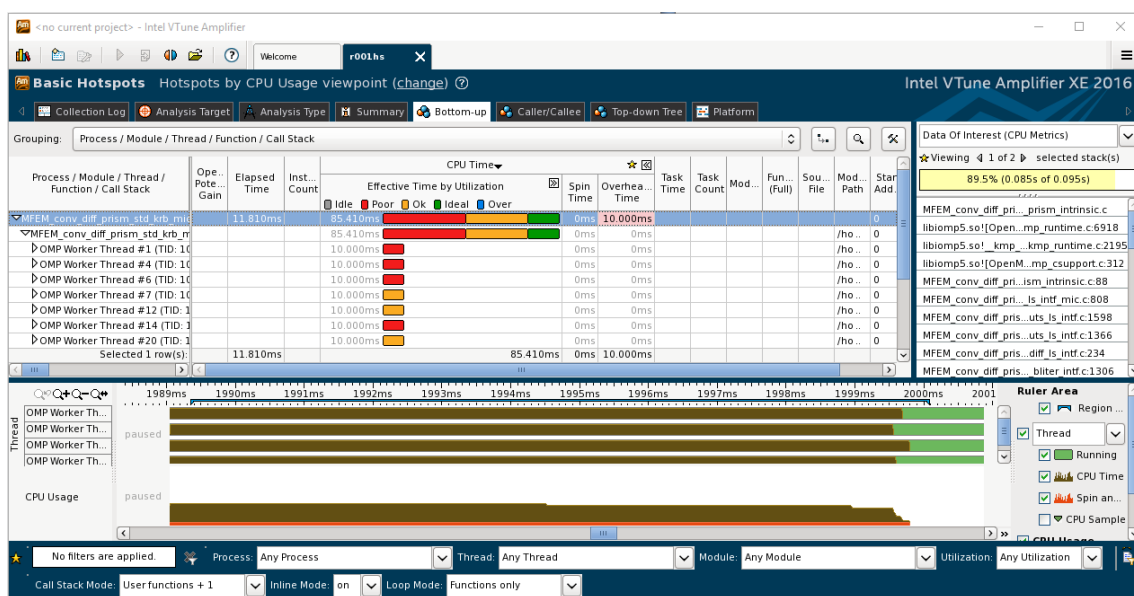 <no current project> - Intel VTune Amplifier
Welcome r001hs
Basic Hotspots Hotspots by CPU Usage viewpoint (change)
Intel VTune Amplifier XE 2016
Collection Log Analysis Target Analysis Type Summary Bottom-up Caller/Callee Top-down Tree Platform
Grouping: Process / Module / Thread / Function / Call Stack
Process / Module / Thread / Function / Call Stack
Ope... Pote... Gain
Elapsed Time
Inst... Count
CPU Time
Effective Time by Utilization
Idle Poor Ok Ideal Over
Spin Time
Overhea... Time
Task Time
Task Count
Mod...
Fun... (Full)
Sou... File
Mod... Path
Star Add.
MFEM_conv_diff_prism_std_krb_mic 11.810ms 85.410ms 0ms 10.000ms 0
MFEM_conv_diff_prism_std_krb_m 85.410ms 0ms 0ms /ho... 0
OMP Worker Thread #1 (TID: 10 10.000ms 0ms 0ms /ho... 0
OMP Worker Thread #4 (TID: 10 10.000ms 0ms 0ms /ho... 0
OMP Worker Thread #6 (TID: 10 10.000ms 0ms 0ms /ho... 0
OMP Worker Thread #7 (TID: 10 10.000ms 0ms 0ms /ho... 0
OMP Worker Thread #12 (TID: 1 10.000ms 0ms 0ms /ho... 0
OMP Worker Thread #14 (TID: 1 10.000ms 0ms 0ms /ho... 0
OMP Worker Thread #20 (TID: 1 10.000ms 0ms 0ms /ho... 0
Selected 1 row(s): 11.810ms 85.410ms 0ms 10.000ms
Data Of Interest (CPU Metrics)
Viewing 1 of 2 selected stack(s)
89.5% (0.085s of 0.095s)
MFEM_conv_diff_pri..._prism_intrinsic.c
libiomp5.so![Open...mp_runtime.c:6918
libiomp5.so!__kmp_...kmp_runtime.c:2195
libiomp5.so![OpenM...mp_csupport.c:312
MFEM_conv_diff_pri...ism_intrinsic.c:88
MFEM_conv_diff_pri..._ls_intf_mic.c:808
MFEM_conv_diff_pris...uts_ls_intf.c:1598
MFEM_conv_diff_pris...uts_ls_intf.c:1366
MFEM_conv_diff_pris...diff_ls_intf.c:234
MFEM_conv_diff_pris..._bliter_intf.c:1306
1989ms 1990ms 1991ms 1992ms 1993ms 1994ms 1995ms 1996ms 1997ms 1998ms 1999ms 2000ms 2001
Thread
OMP Worker Th...
OMP Worker Th...
OMP Worker Th...
OMP Worker Th...
paused
CPU Usage
paused
Ruler Area
Region ...
Thread
Running
CPU Time
Spin an...
CPU Sample
CPU Usage
No filters are applied. Process: Any Process Thread: Any Thread Module: Any Module Utilization: Any Utilization
Call Stack Mode: User functions + 1 Inline Mode: on Loop Mode: Functions only